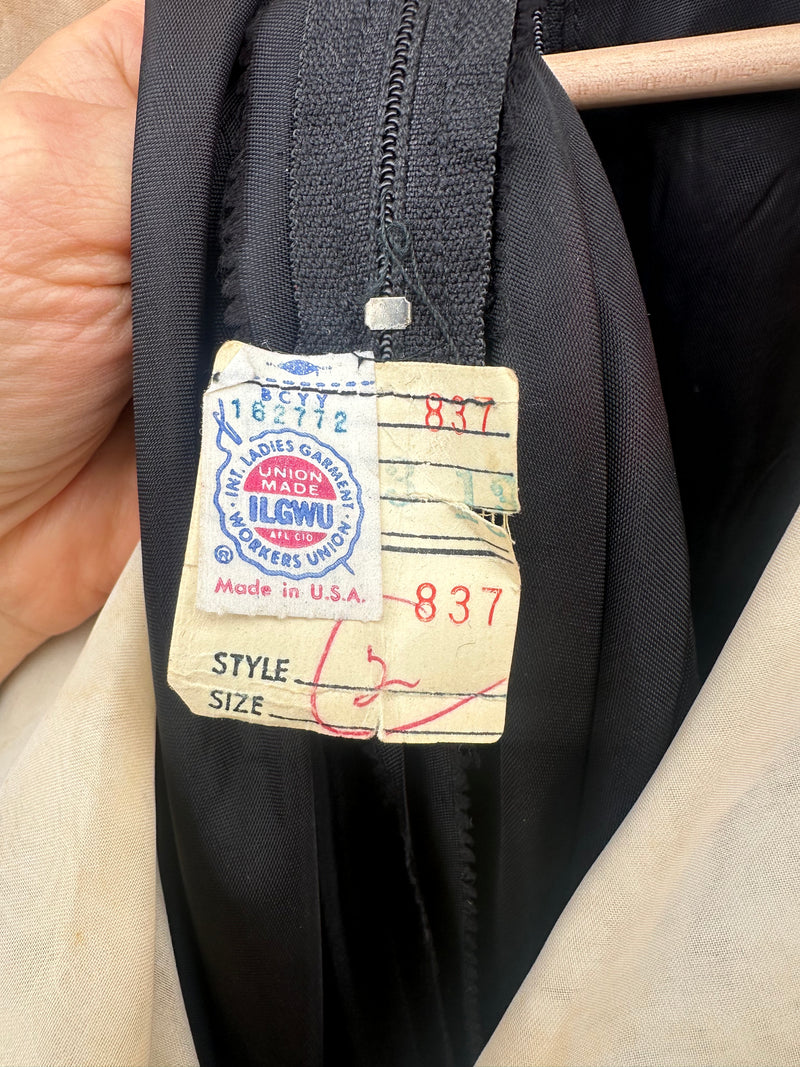 BCYY
162772
INT. LADIES GARMENT
WORKERS UNION
UNION
MADE
ILGWU
AFL CIO
®
Made in U.S.A.
837
837
STYLE
SIZE